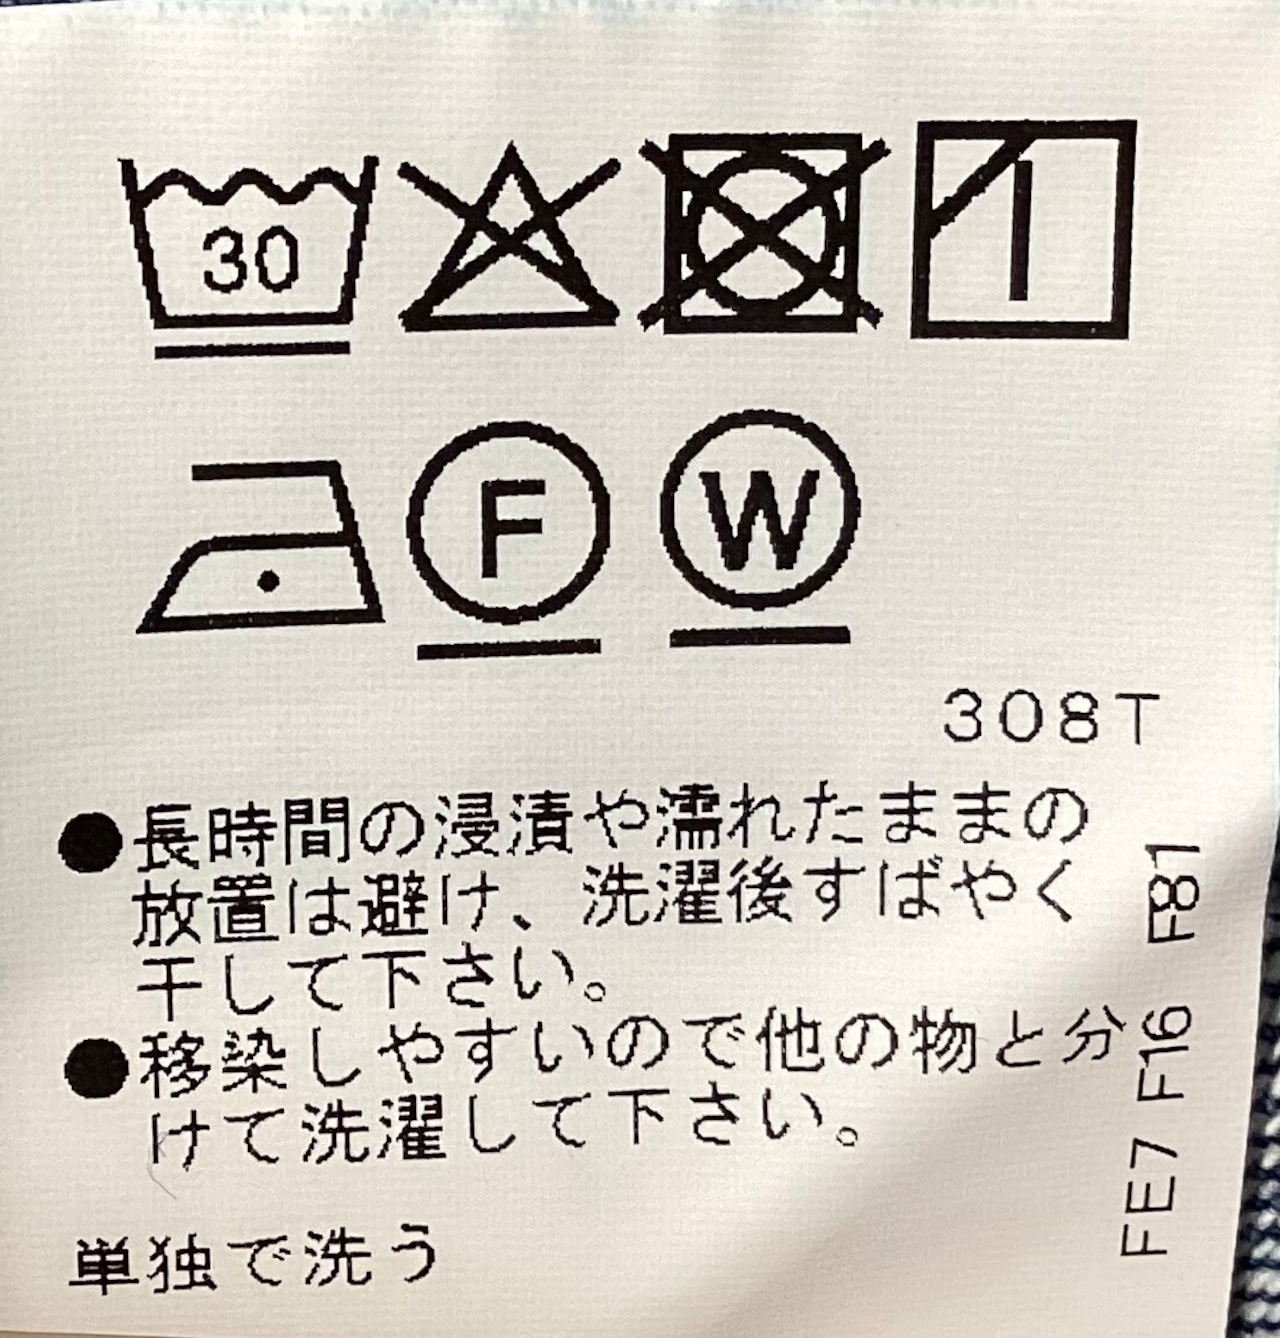 30
F W
308T
●長時間の浸漬や濡れたままの
放置は避け、洗濯後すばやく
干して下さい。
●移染しやすいので他の物と分
けて洗濯して下さい。
単独で洗う
FE7 F16 F81